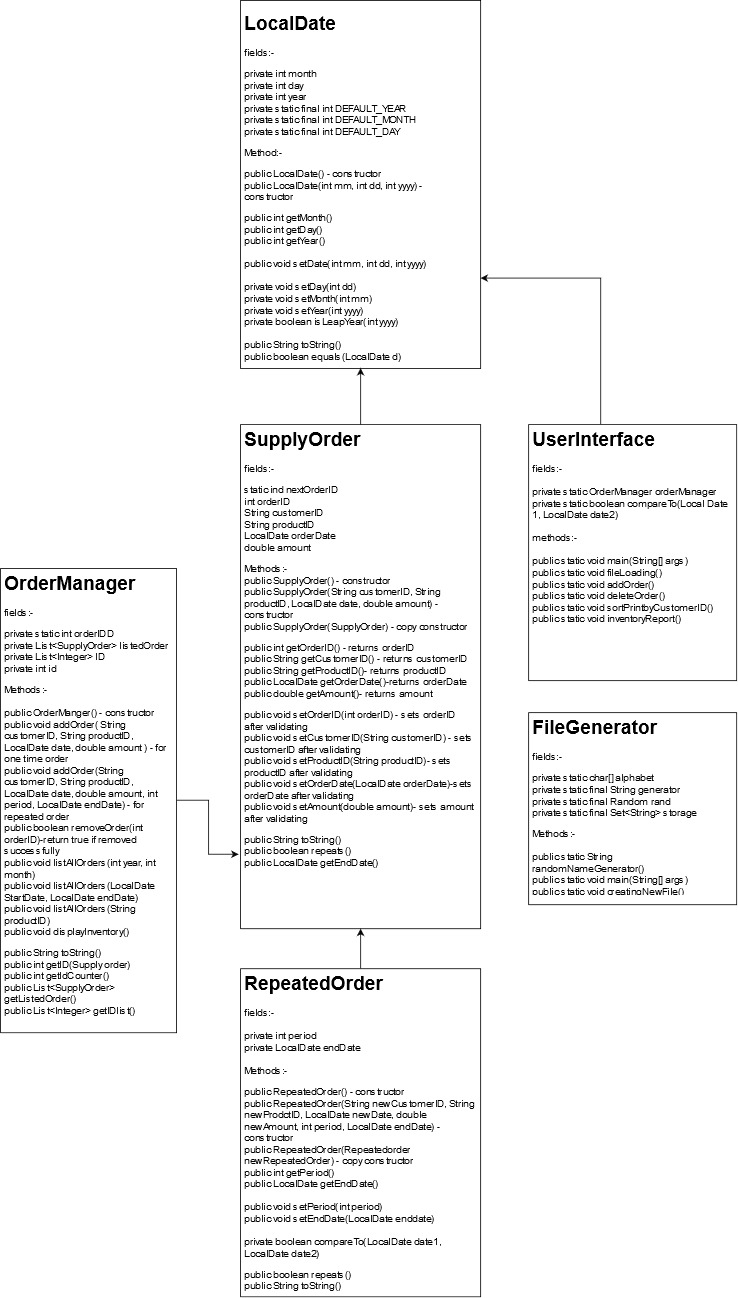 LocalDate
fields:-
private int month
private int day
private int year
private static final int DEFAULT_YEAR
private static final int DEFAULT_MONTH
private static final int DEFAULT_DAY
Method:-
public LocalDate() - constructor
public LocalDate(int mm, int dd, int yyyy) -
constructor
public int getMonth()
public int getDay()
public int getYear()
public void setDate(int mm, int dd, int yyyy)
private void setDay(int dd)
private void setMonth(int mm)
private void setYear(int yyyy)
private boolean isLeapYear(int yyyy)
public String toString()
public boolean equals(LocalDate d)
SupplyOrder
fields:-
static ind nextOrderID
int orderID
String customerID
String productID
LocalDate orderDate
double amount
Methods:-
public SupplyOrder() - constructor
public SupplyOrder(String customerID, String
productID, LocalDate date, double amount) -
constructor
public SupplyOrder(SupplyOrder) - copy constructor
public int getOrderID() - returns orderID
public String getCustomerID() - returns customerID
public String getProductID()- returns productID
public LocalDate getOrderDate()-returns orderDate
public double getAmount()- returns amount
public void setOrderID(int orderID) - sets orderID
after validating
public void setCustomerID(String customerID) - sets
customerID after validating
public void setProductID(String productID)- sets
productID after validating
public void setOrderDate(LocalDate orderDate)-sets
orderDate after validating
public void setAmount(double amount)- sets amount
after validating
public String toString()
public boolean repeats()
public LocalDate getEndDate()
UserInterface
fields:-
private static OrderManager orderManager
private static boolean compareTo(Local Date
1, LocalDate date2)
methods:-
public static void main(String[] args)
public static void fileLoading()
public static void addOrder()
public static void deleteOrder()
public static void sortPrintbyCustomerID()
public static void inventoryReport()
OrderManager
fields:-
private static int orderIDD
private List<SupplyOrder> listedOrder
private List<Integer> ID
private int id
Methods:-
public OrderManger() - constructor
public void addOrder( String
customerID, String productID,
LocalDate date, double amount ) - for
one time order
public void addOrder(String
customerID, String productID,
LocalDate date, double amount, int
period, LocalDate endDate) - for
repeated order
public boolean removeOrder(int
orderID)-return true if removed
successfully
public void listAllOrders(int year, int
month)
public void listAllOrders(LocalDate
StartDate, LocalDate endDate)
public void listAllOrders(String
productID)
public void displayInventory()
public String toString()
public int getID(Supply order)
public int getIdCounter()
public List<SupplyOrder>
getListedOrder()
public List<Integer> getIDlist()
FileGenerator
fields:-
private static char[] alphabet
private static final String generator
private static final Random rand
private static final Set<String> storage
Methods:-
public static String
randomNameGenerator()
public static void main(String[] args)
public static void creatingNewFile()
RepeatedOrder
fields:-
private int period
private LocalDate endDate
Methods:-
public RepeatedOrder() - constructor
public RepeatedOrder(String newCustomerID, String
newProdctID, LocalDate newDate, double
newAmount, int period, LocalDate endDate) -
constructor
public RepeatedOrder(Repeatedorder
newRepeatedOrder) - copy constructor
public int getPeriod()
public LocalDate getEndDate()
public void setPeriod(int period)
public void setEndDate(LocalDate enddate)
private boolean compareTo(LocalDate date1,
LocalDate date2)
public boolean repeats()
public String toString()